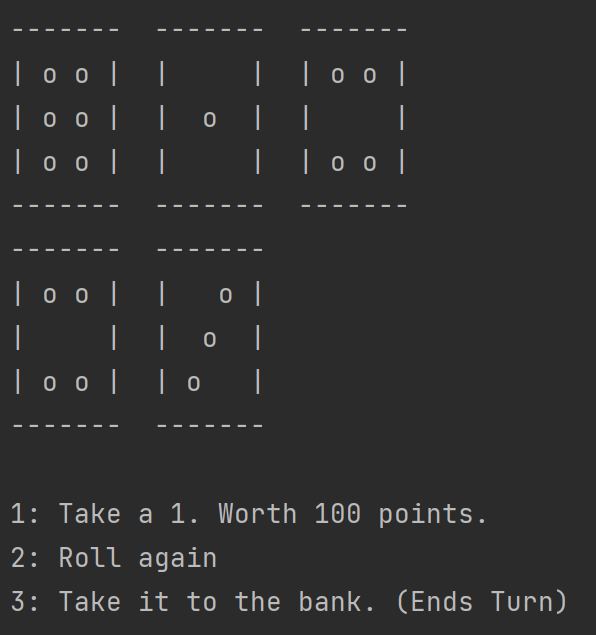 -------  -------  -------
| o o |  |     |  | o o |
| o o |  |  o  |  |     |
| o o |  |     |  | o o |
-------  -------  -------
-------  -------
| o o |  |   o |
|     |  |  o  |
| o o |  | o   |
-------  -------

1: Take a 1. Worth 100 points.
2: Roll again
3: Take it to the bank. (Ends Turn)